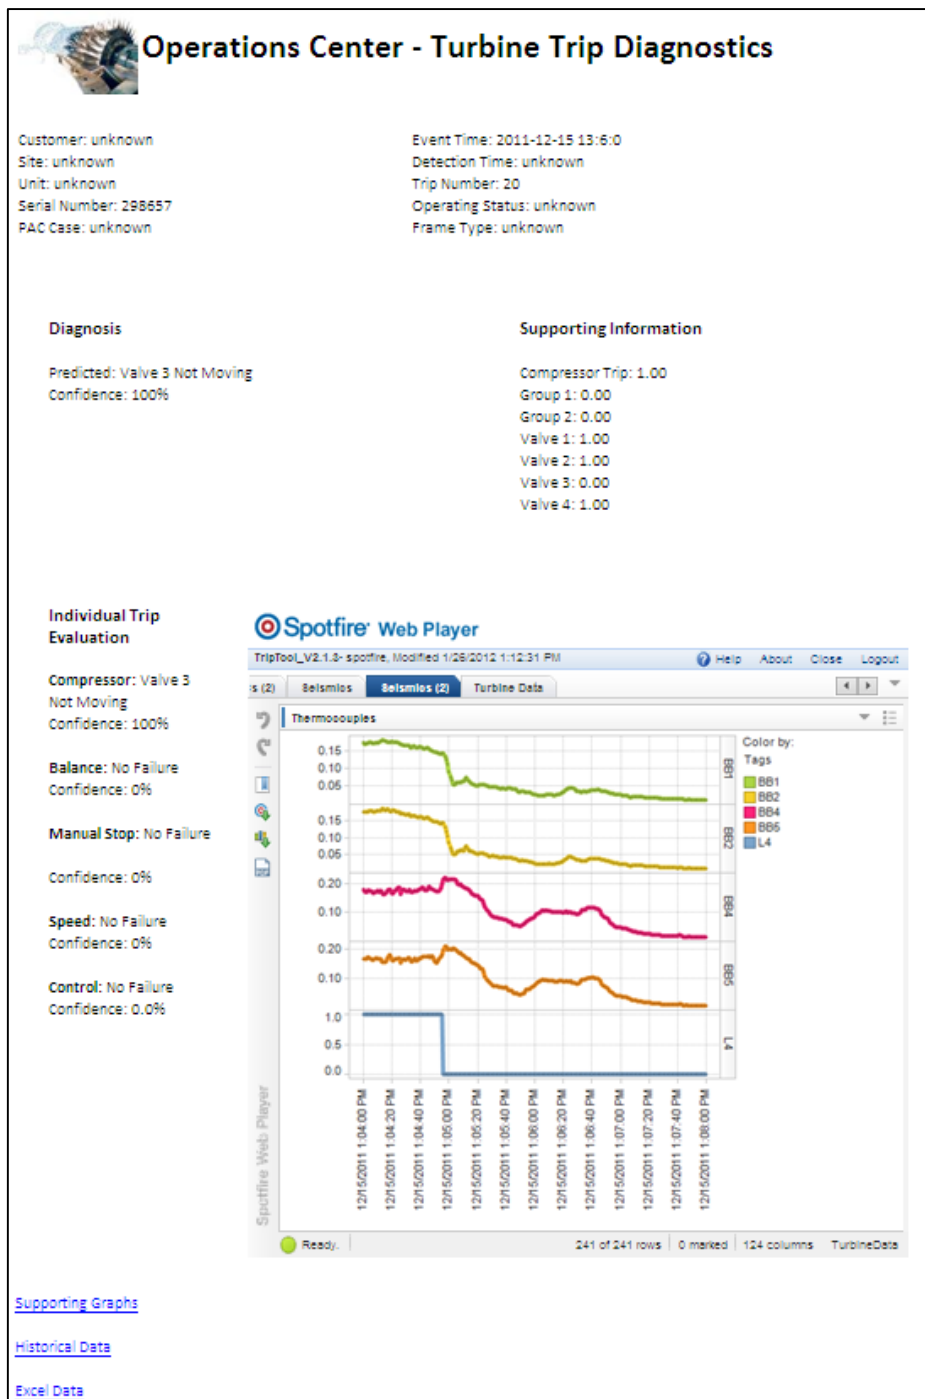 Operations Center - Turbine Trip Diagnostics
Customer: unknown
Site: unknown
Unit: unknown
Serial Number: 298657
PAC Case: unknown
Event Time: 2011-12-15 13:6:0
Detection Time: unknown
Trip Number: 20
Operating Status: unknown
Frame Type: unknown
Diagnosis
Predicted: Valve 3 Not Moving
Confidence: 100%
Supporting Information
Compressor Trip: 1.00
Group 1: 0.00
Group 2: 0.00
Valve 1: 1.00
Valve 2: 1.00
Valve 3: 0.00
Valve 4: 1.00
Individual Trip
Evaluation
Compressor: Valve 3
Not Moving
Confidence: 100%
Balance: No Failure
Confidence: 0%
Manual Stop: No Failure
Confidence: 0%
Speed: No Failure
Confidence: 0%
Control: No Failure
Confidence: 0.0%
Spotfire Web Player
TripTool_V2.1.3- spotfire, Modified 1/26/2012 1:12:31 PM
Help About Close Logout
s (2) Seismios Seismios (2) Turbine Data
Thermocouples
0.15
0.10
0.05
BB1
0.15
0.10
0.05
BB2
0.20
0.10
BB4
0.20
0.10
BB5
1.0
0.5
0.0
L4
12/15/2011 1:04:00 PM
12/15/2011 1:04:20 PM
12/15/2011 1:04:40 PM
12/15/2011 1:05:00 PM
12/15/2011 1:05:20 PM
12/15/2011 1:05:40 PM
12/15/2011 1:06:00 PM
12/15/2011 1:06:20 PM
12/15/2011 1:06:40 PM
12/15/2011 1:07:00 PM
12/15/2011 1:07:20 PM
12/15/2011 1:07:40 PM
12/15/2011 1:08:00 PM
Color by:
Tags
BB1
BB2
BB4
BB5
L4
Spotfire Web Player
Ready.
241 of 241 rows
0 marked
124 columns
TurbineData
Supporting Graphs
Historical Data
Excel Data